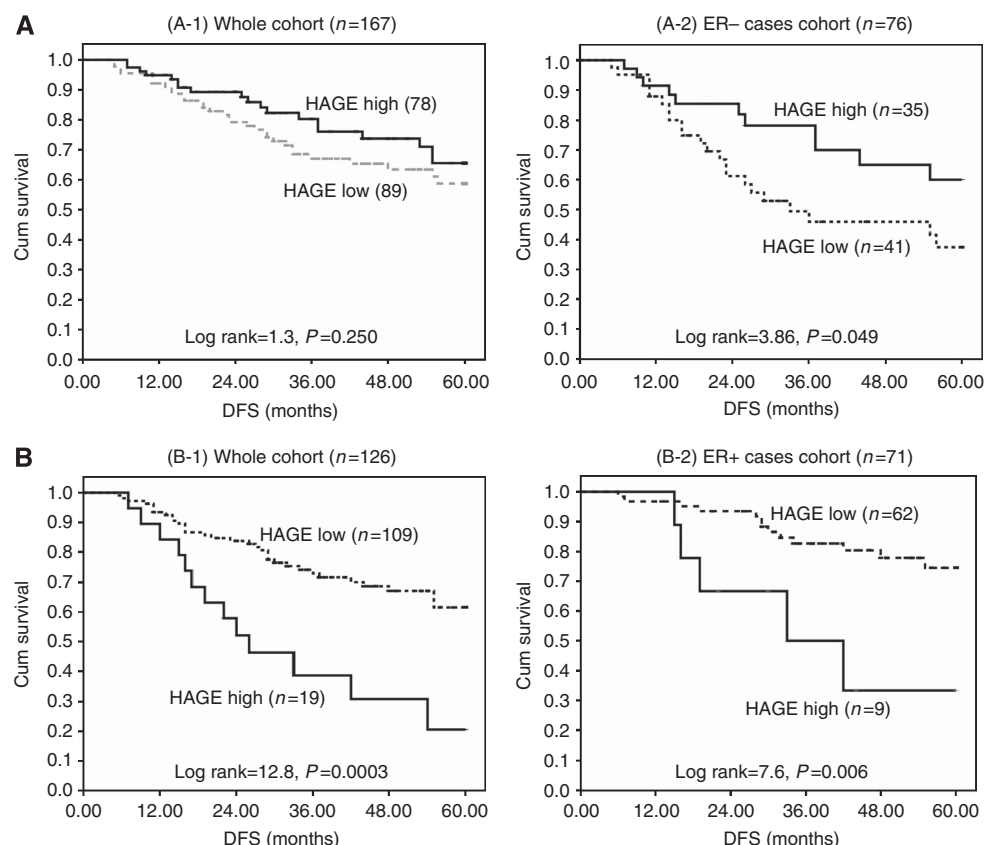 A
(A-1) Whole cohort (n=167)
1.0
0.9
0.8
0.7
0.6
0.5
0.4
0.3
0.2
0.1
0.0
Cum survival
HAGE high (78)
HAGE low (89)
Log rank=1.3, P=0.250
0.00 12.00 24.00 36.00 48.00 60.00
DFS (months)
(A-2) ER– cases cohort (n=76)
1.0
0.9
0.8
0.7
0.6
0.5
0.4
0.3
0.2
0.1
0.0
Cum survival
HAGE high (n=35)
HAGE low (n=41)
Log rank=3.86, P=0.049
0.00 12.00 24.00 36.00 48.00 60.00
DFS (months)
B
(B-1) Whole cohort (n=126)
1.0
0.9
0.8
0.7
0.6
0.5
0.4
0.3
0.2
0.1
0.0
Cum survival
HAGE low (n=109)
HAGE high (n=19)
Log rank=12.8, P=0.0003
0.00 12.00 24.00 36.00 48.00 60.00
DFS (months)
(B-2) ER+ cases cohort (n=71)
1.0
0.9
0.8
0.7
0.6
0.5
0.4
0.3
0.2
0.1
0.0
Cum survival
HAGE low (n=62)
HAGE high (n=9)
Log rank=7.6, P=0.006
0.00 12.00 24.00 36.00 48.00 60.00
DFS (months)